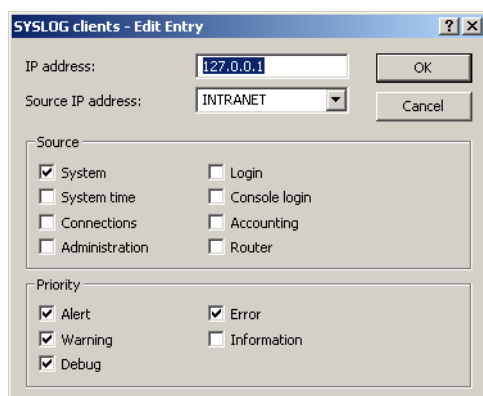 SYSLOG clients - Edit Entry
IP address: 127.0.0.1 OK
Source IP address: INTRANET Cancel
Source
System Login
System time Console login
Connections Accounting
Administration Router
Priority
Alert Error
Warning Information
Debug